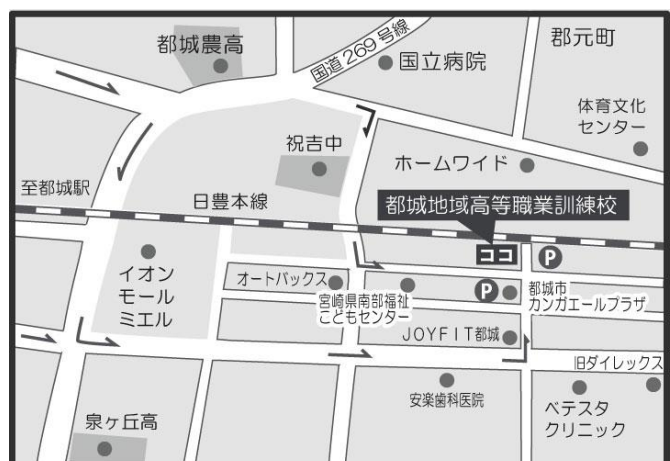 都城農高
国道269号線
国立病院
郡元町
体育文化
センター
祝吉中
ホームワイド
至都城駅
日豊本線
都城地域高等職業訓練校
ココ
P
イオン
モール
ミエル
オートバックス
宮崎県南部福祉
こどもセンター
P
都城市
カンガエールプラザ
JOYFIT都城
旧ダイレックス
安楽歯科医院
ベテスタ
クリニック
泉ヶ丘高